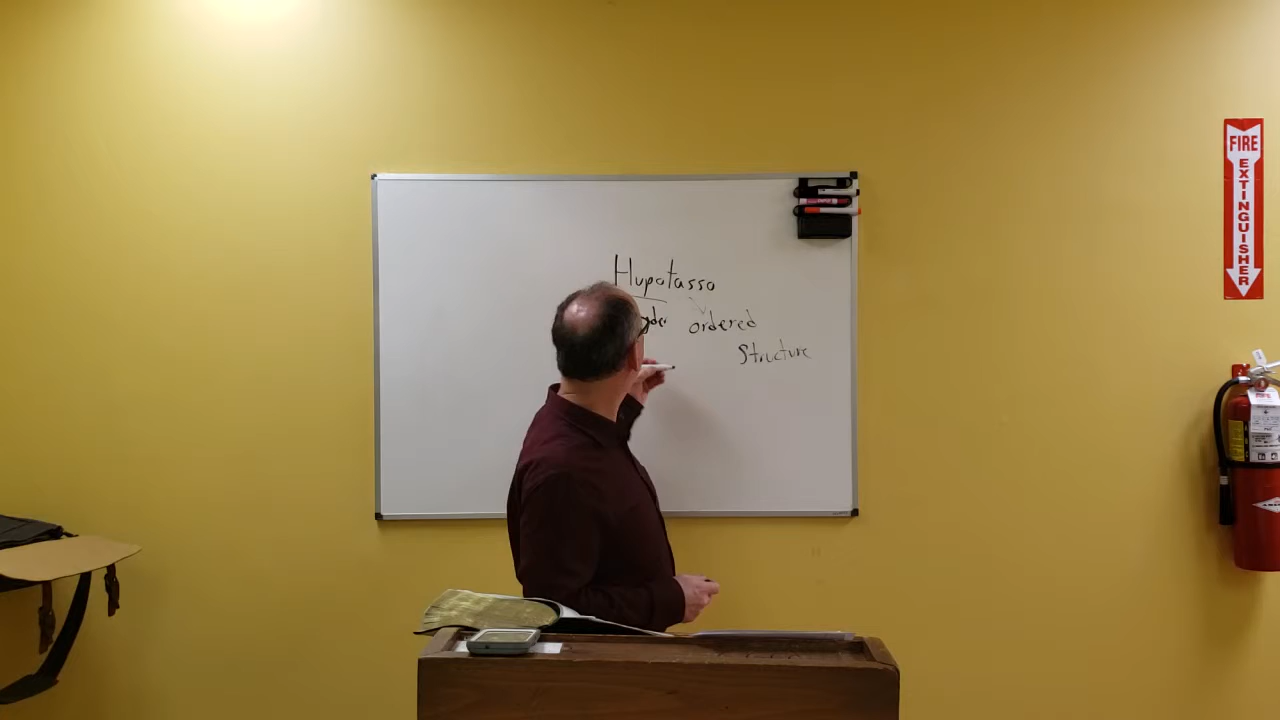 Hupotasso
ordered
Structure
FIRE
EXTINGUISHER